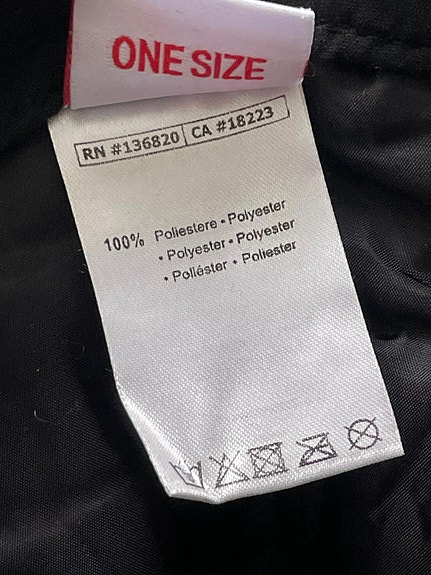 ONE SIZE
RN #136820 CA #18223
100% Poliestere • Polyester
• Polyester • Polyester
• Poliéster • Poliester